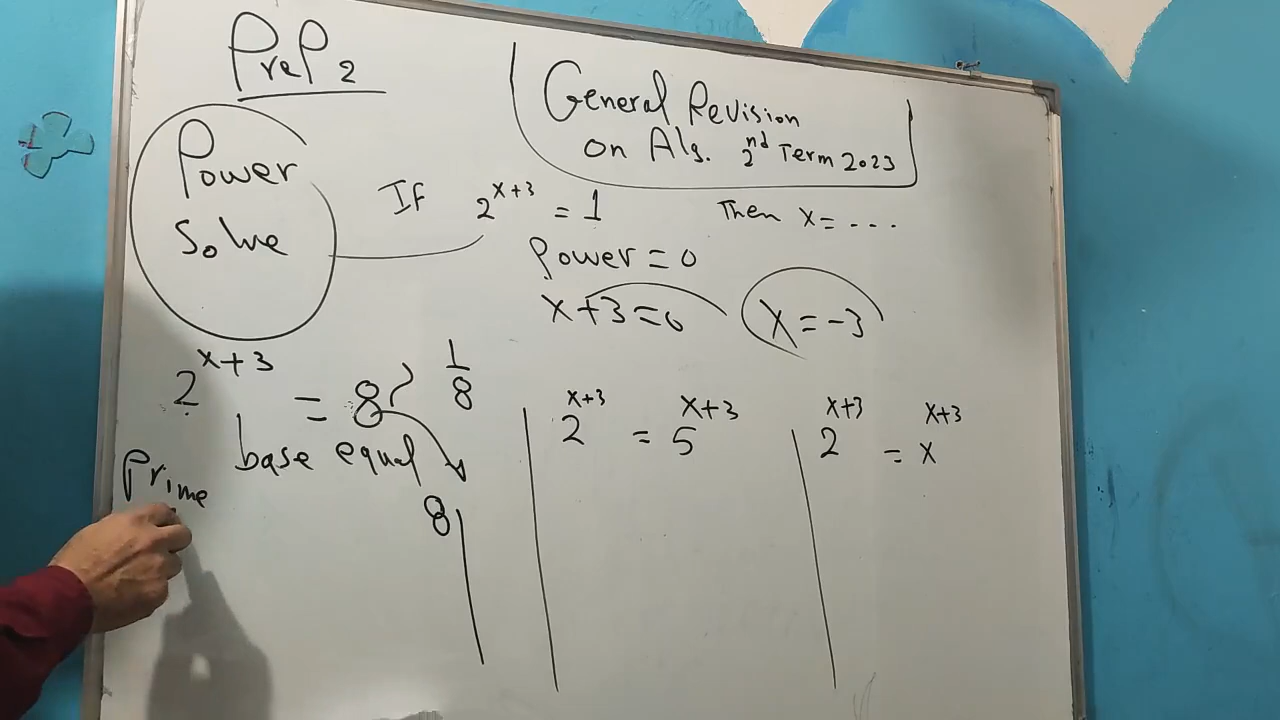 PreP 2
General Revision
on Alg. 2nd Term 2023
Power
Solve
If 2^(x+3) = 1 Then x = ----
Power = 0
x+3=0 x=-3
2^(x+3) = 8 1/8
base equal
Prime
8
2^(x+3) = 5^(x+3)
2^(x+3) = x^(x+3)